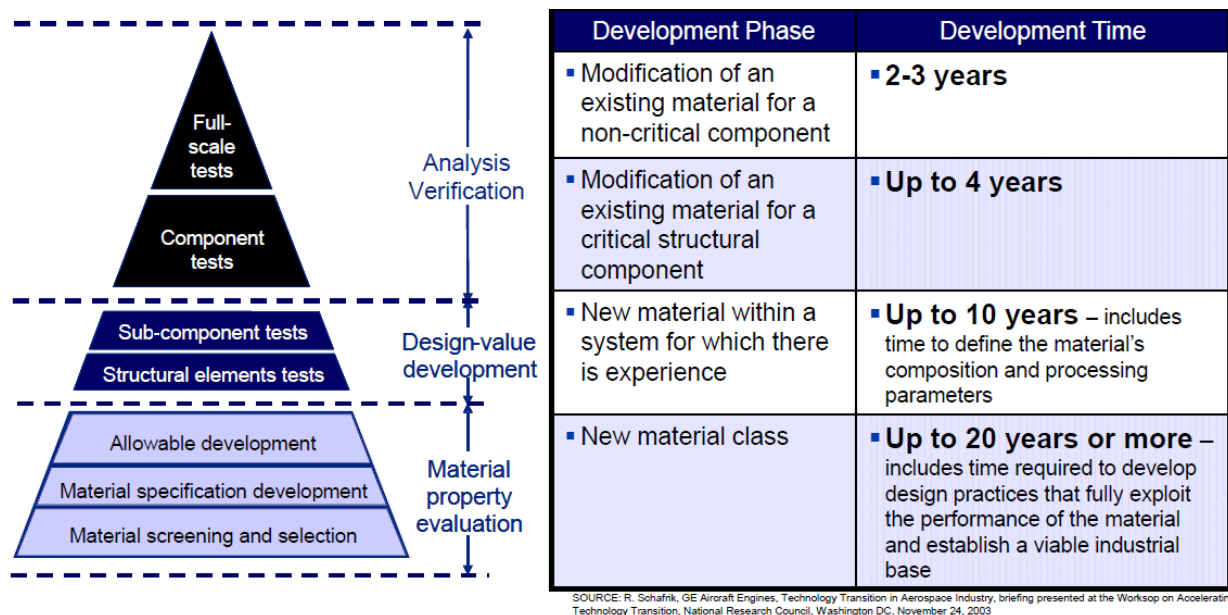 Full-
scale
tests
Component
tests
Sub-component tests
Structural elements tests
Allowable development
Material specification development
Material screening and selection
Analysis
Verification
Design-value
development
Material
property
evaluation
Development Phase
Development Time
▪ Modification of an
existing material for a
non-critical component
▪ 2-3 years
▪ Modification of an
existing material for a
critical structural
component
▪ Up to 4 years
▪ New material within a
system for which there
is experience
▪ Up to 10 years – includes
time to define the material's
composition and processing
parameters
▪ New material class
▪ Up to 20 years or more –
includes time required to develop
design practices that fully exploit
the performance of the material
and establish a viable industrial
base
SOURCE: R. Schafrik, GE Aircraft Engines, Technology Transition in Aerospace Industry, briefing presented at the Worksop on Acceleratin
Technology Transition, National Research Council, Washington DC, November 24, 2003